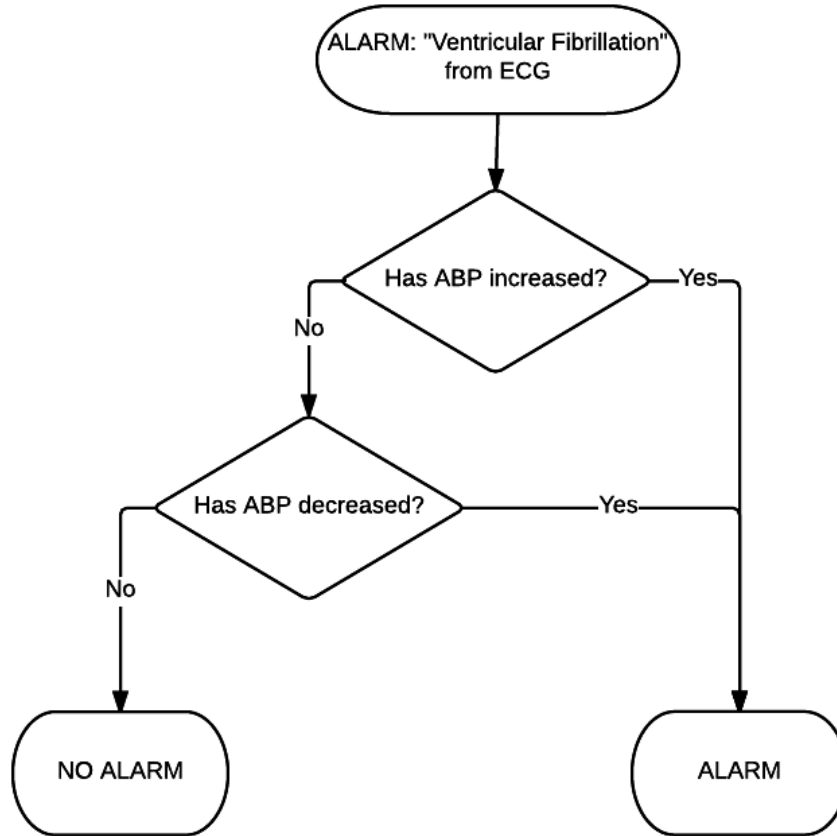 ALARM: "Ventricular Fibrillation"
from ECG
Has ABP increased?
Yes
No
Has ABP decreased?
Yes
No
NO ALARM
ALARM